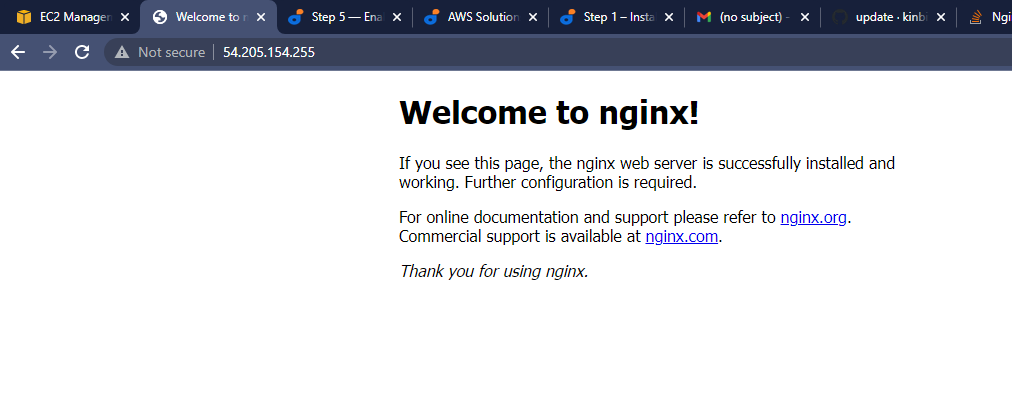 EC2 Manager Welcome to n Step 5 — Ena AWS Solution Step 1 – Insta (no subject) - update · kinbi Ngi
Not secure 54.205.154.255
Welcome to nginx!
If you see this page, the nginx web server is successfully installed and
working. Further configuration is required.
For online documentation and support please refer to nginx.org.
Commercial support is available at nginx.com.
Thank you for using nginx.